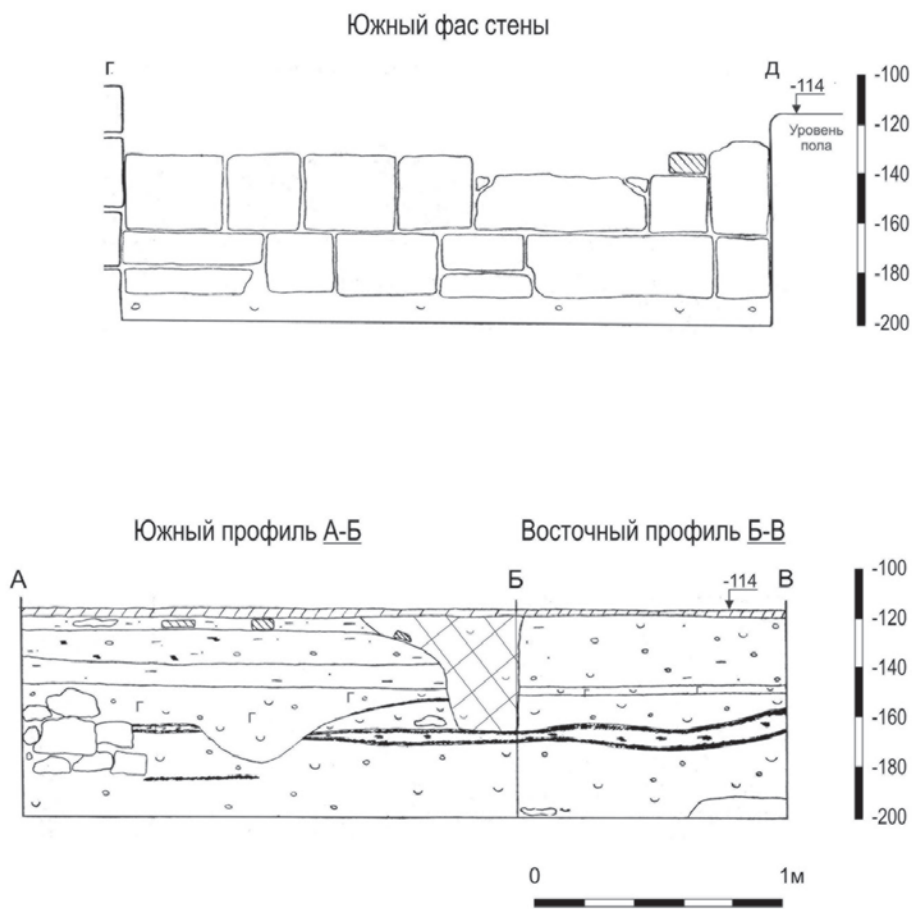 Южный фас стены
Г
Д
-114
Уровень
пола
-100
-120
-140
-160
-180
-200
Южный профиль А-Б
Восточный профиль Б-В
А
Б
-114
В
-100
-120
-140
-160
-180
-200
Г
Г
Г
Г
Г
0
1м